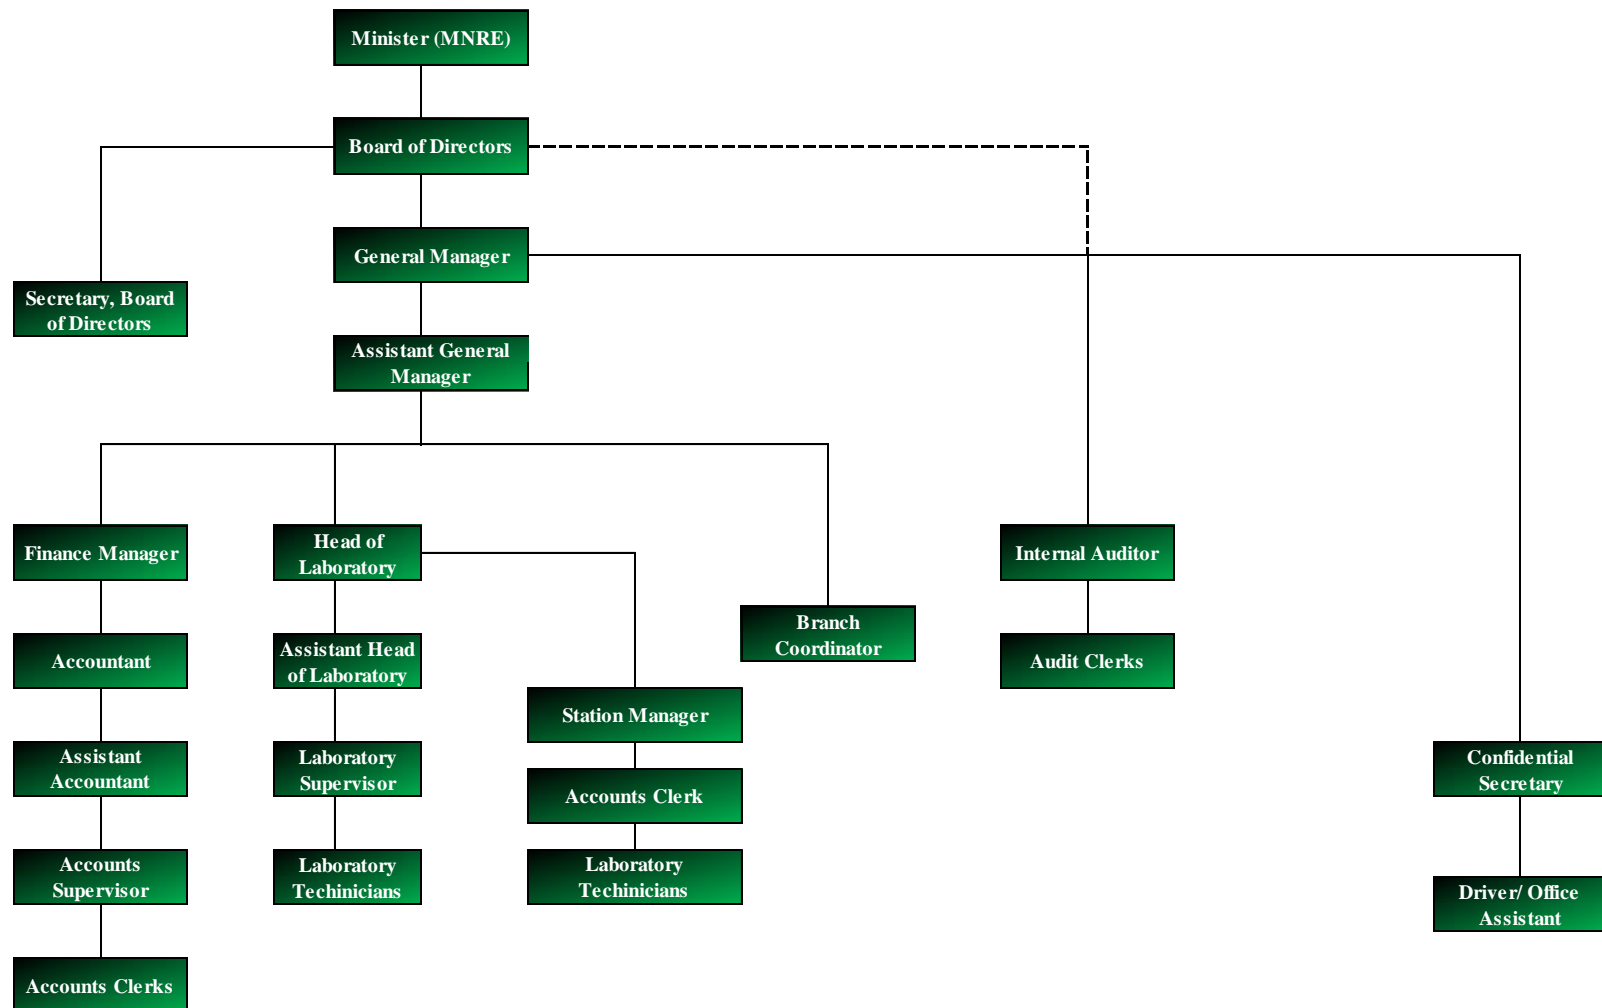 Minister (MNRE)
Board of Directors
General Manager
Secretary, Board
of Directors
Assistant General
Manager
Finance Manager
Head of
Laboratory
Internal Auditor
Branch
Coordinator
Accountant
Assistant Head
of Laboratory
Audit Clerks
Station Manager
Assistant
Accountant
Laboratory
Supervisor
Accounts Clerk
Confidential
Secretary
Accounts
Supervisor
Laboratory
Techinicians
Laboratory
Techinicians
Driver/ Office
Assistant
Accounts Clerks